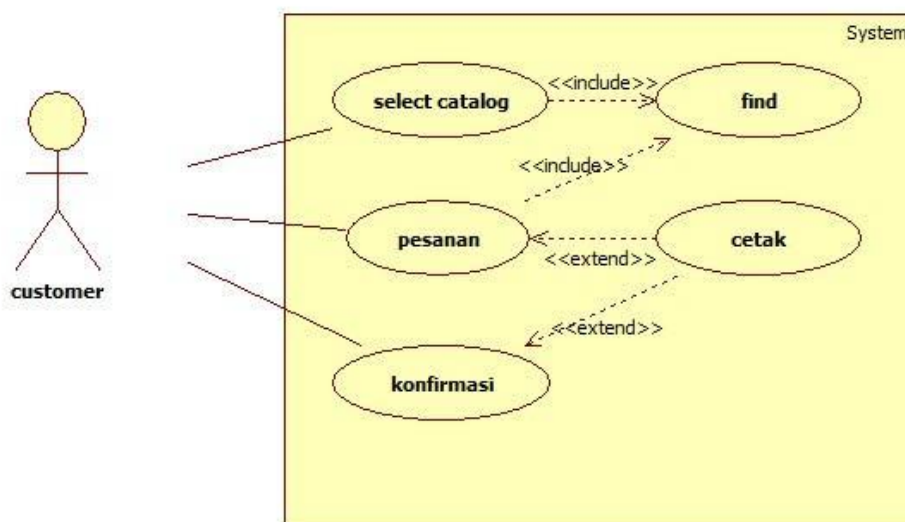 System
select catalog
<<include>>
find
<<include>>
pesanan
cetak
<<extend>>
customer
<<extend>>
konfirmasi